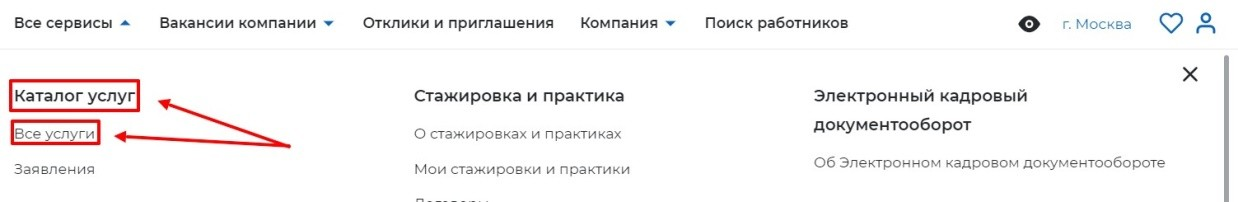 Все сервисы Вакансии компании Отклики и приглашения Компания Поиск работников г. Москва
Каталог услуг
Все услуги
Заявления
Стажировка и практика
О стажировках и практиках
Мои стажировки и практики
Электронный кадровый
документооборот
Об Электронном кадровом документообороте